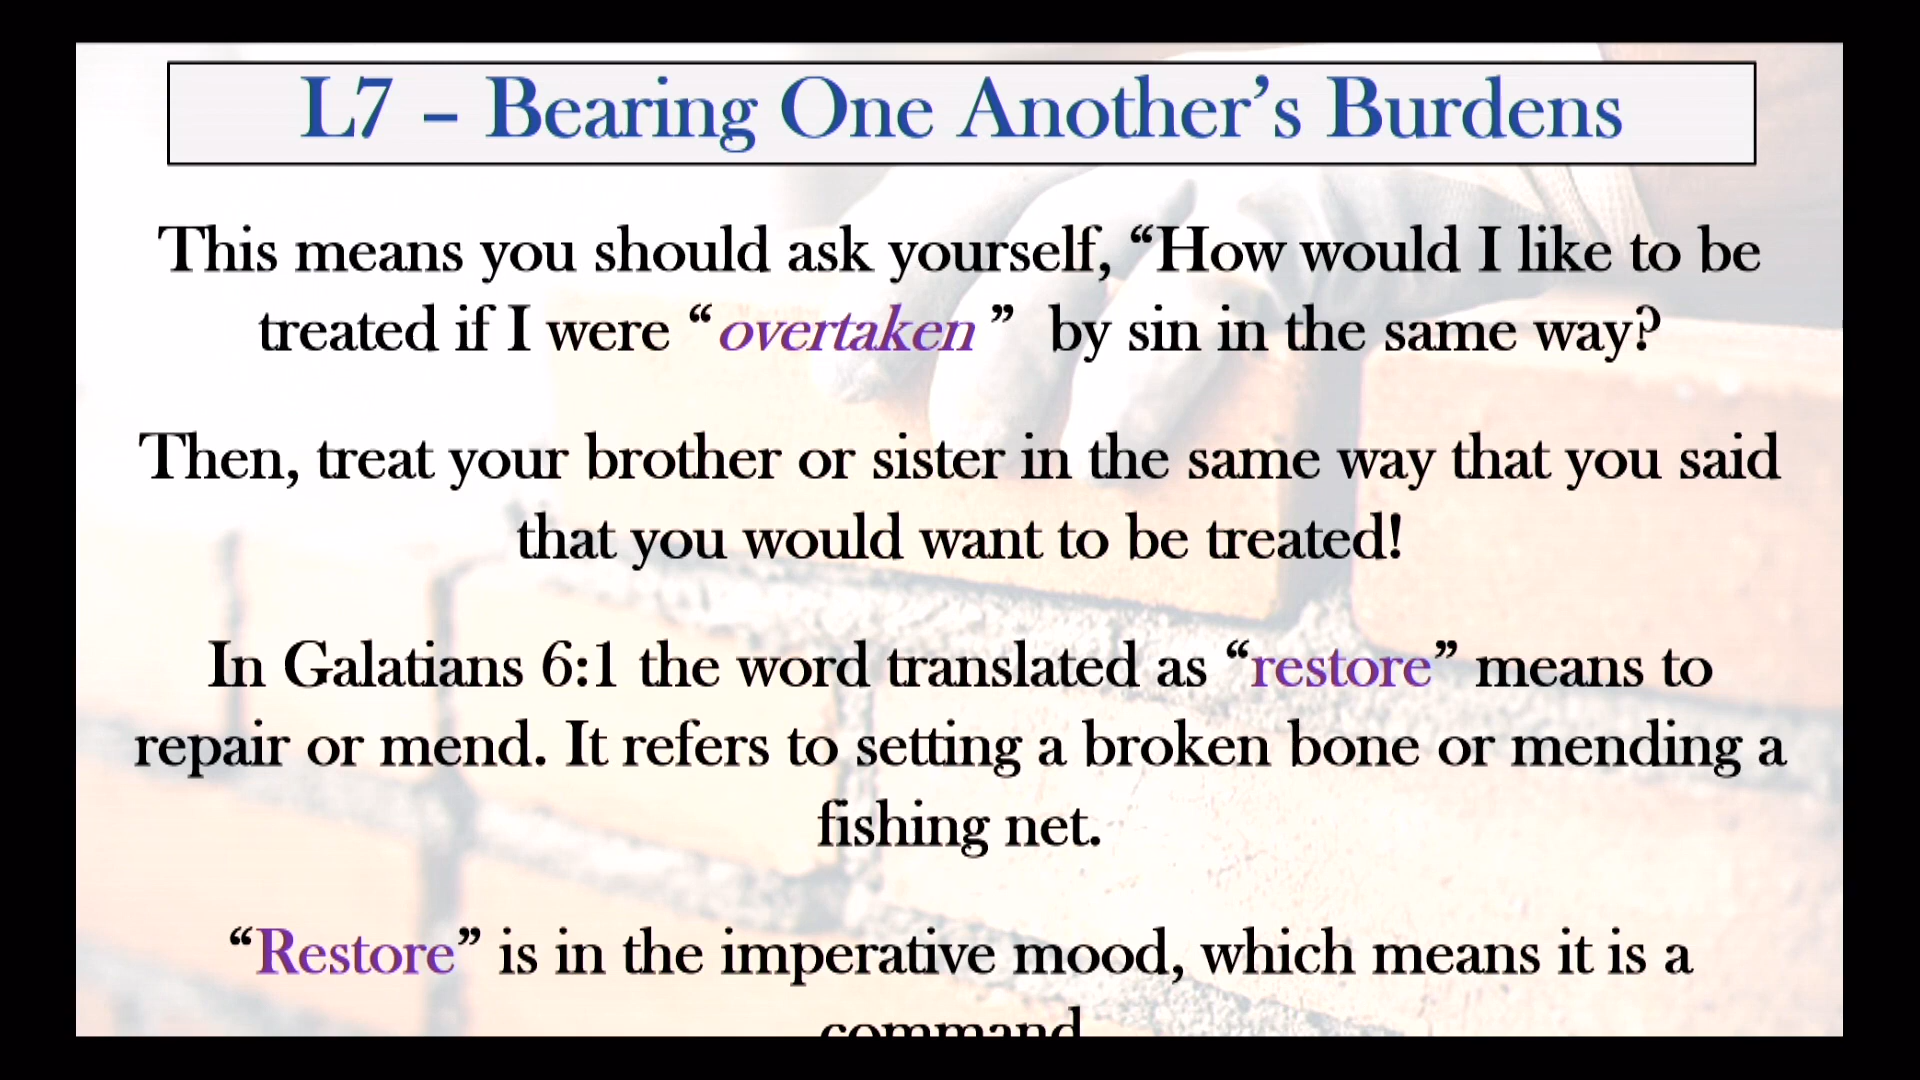 L7 – Bearing One Another’s Burdens
This means you should ask yourself, “How would I like to be
treated if I were “overtaken ” by sin in the same way?
Then, treat your brother or sister in the same way that you said
that you would want to be treated!
In Galatians 6:1 the word translated as “restore” means to
repair or mend. It refers to setting a broken bone or mending a
fishing net.
“Restore” is in the imperative mood, which means it is a
command